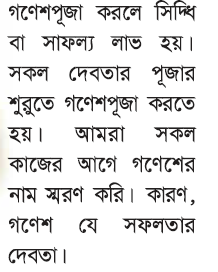 গণেশপূজা করলে সিদ্ধি
বা সাফল্য লাভ হয়।
সকল দেবতার পূজার
শুরুতে গণেশপূজা করতে
হয়। আমরা সকল
কাজের আগে গণেশের
নাম স্মরণ করি। কারণ,
গণেশ যে সফলতার
দেবতা।